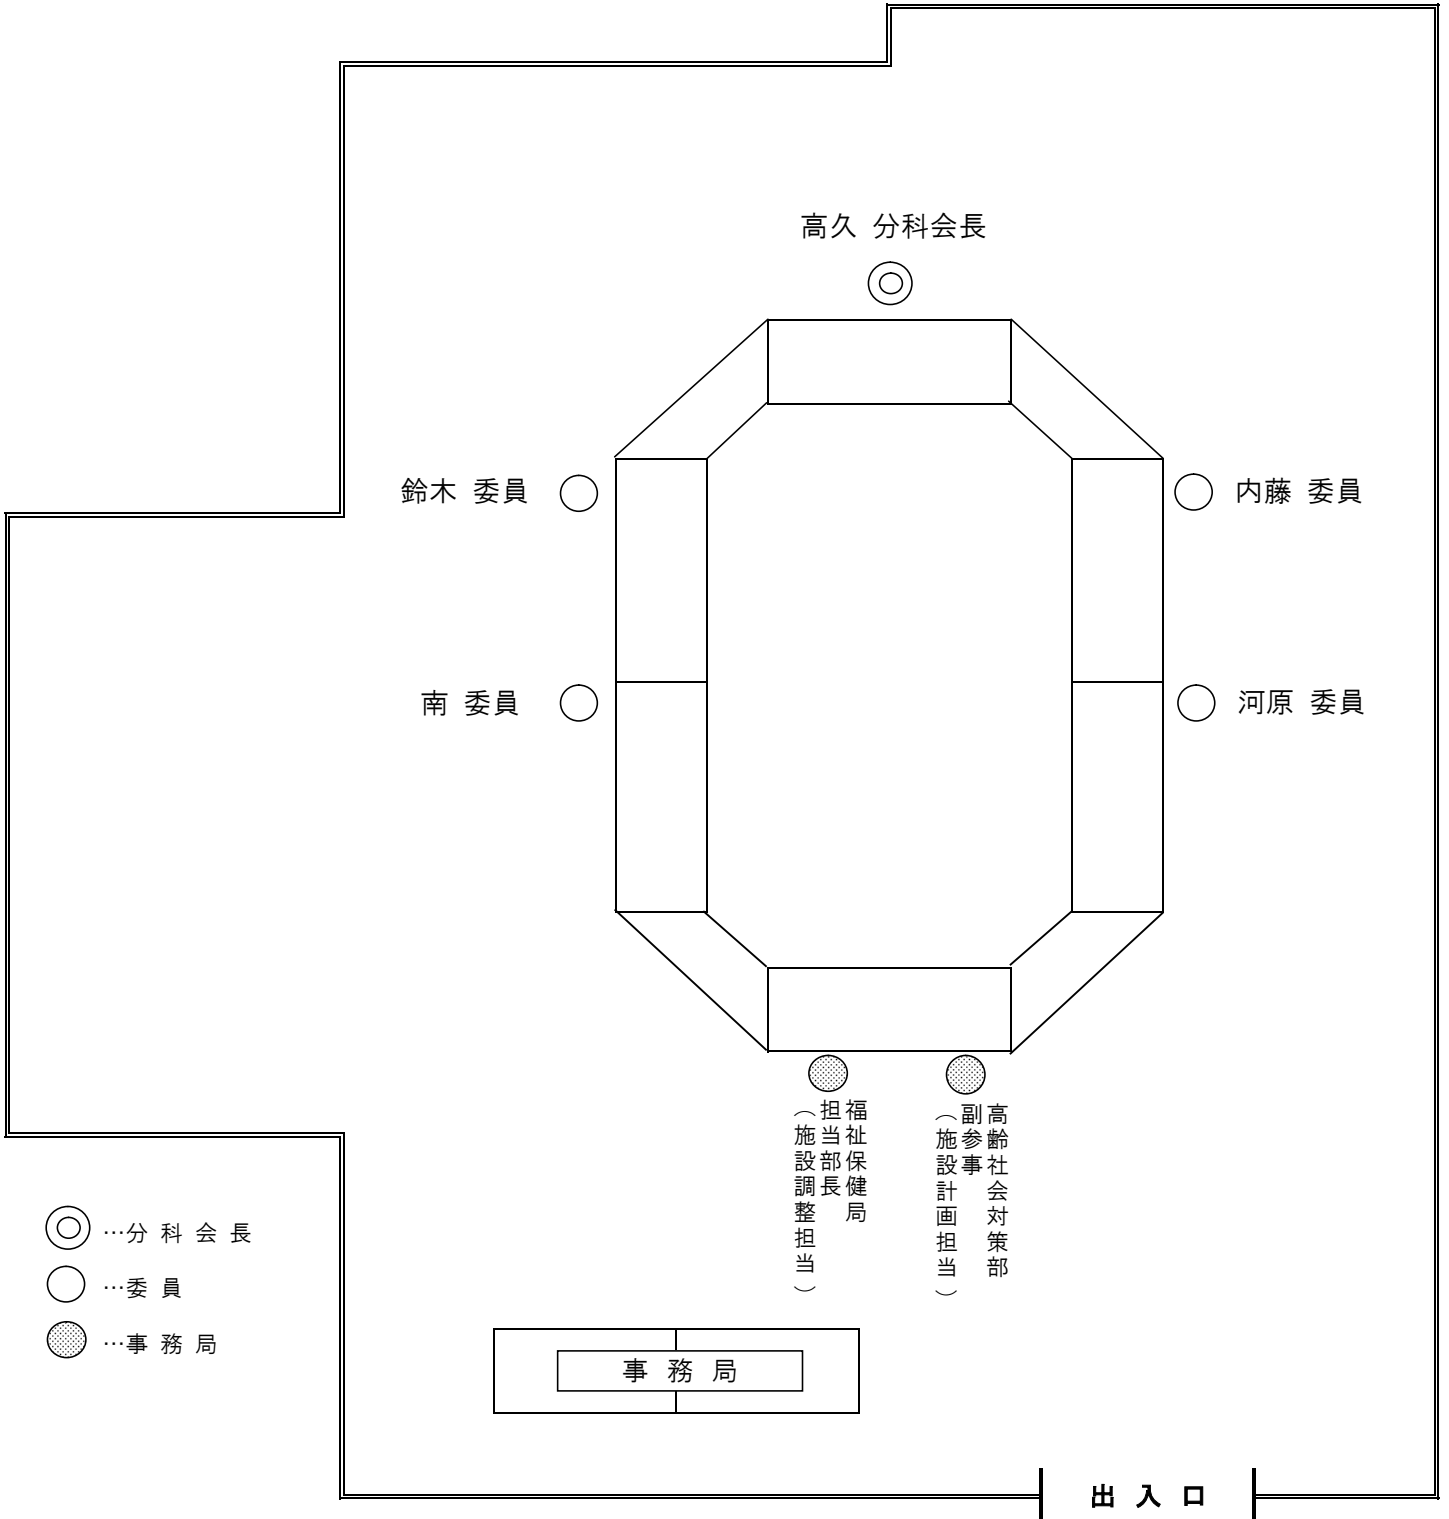 高久 分科会長
鈴木 委員
内藤 委員
南 委員
河原 委員
福祉保健局
担当部長
（施設調整担当）
高齢社会対策部
副参事
（施設計画担当）
…分 科 会 長
…委 員
…事 務 局
事 務 局
出 入 口